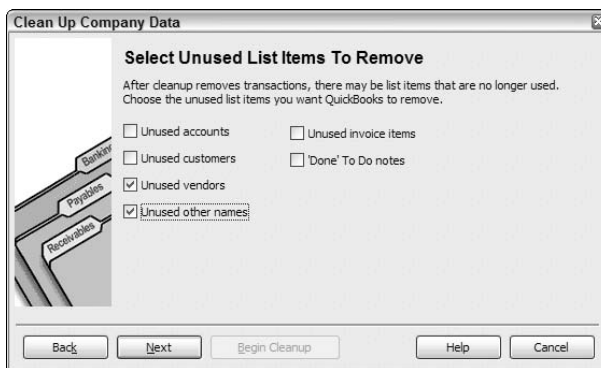 Clean Up Company Data
Select Unused List Items To Remove
After cleanup removes transactions, there may be list items that are no longer used.
Choose the unused list items you want QuickBooks to remove.
Unused accounts
Unused customers
Unused vendors
Unused other names
Unused invoice items
'Done' To Do notes
Banking
Payables
Receivables
Back
Next
Begin Cleanup
Help
Cancel